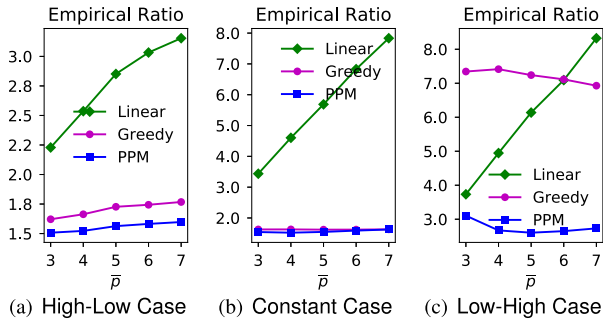 Empirical Ratio
3.0
2.8
2.5
2.3
2.0
1.8
1.5
Linear
Greedy
PPM
3 4 5 6 7
p̅
(a) High-Low Case
Empirical Ratio
8.0
7.0
6.0
5.0
4.0
3.0
2.0
Linear
Greedy
PPM
3 4 5 6 7
p̅
(b) Constant Case
Empirical Ratio
8.0
7.0
6.0
5.0
4.0
3.0
Linear
Greedy
PPM
3 4 5 6 7
p̅
(c) Low-High Case